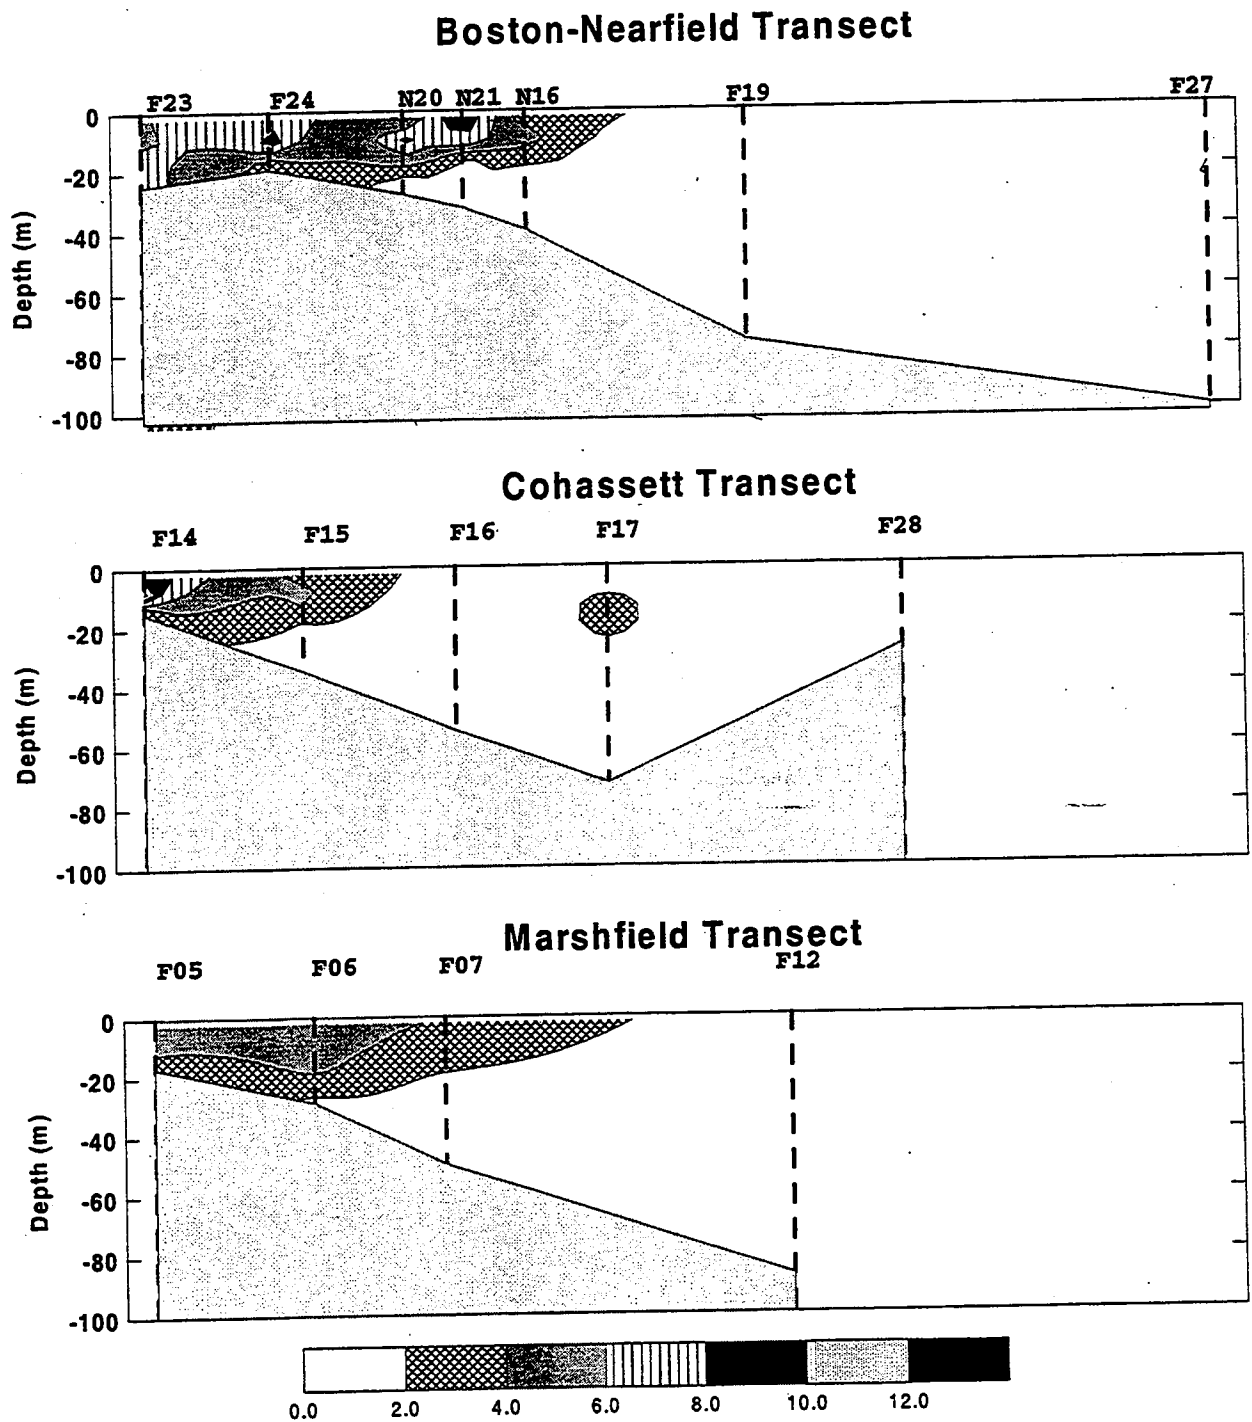 Boston-Nearfield Transect
F23 F24 N20 N21 N16 F19 F27
0
-20
-40
-60
-80
-100
Depth (m)
Cohassett Transect
F14 F15 F16 F17 F28
0
-20
-40
-60
-80
-100
Depth (m)
Marshfield Transect
F05 F06 F07 F12
0
-20
-40
-60
-80
-100
Depth (m)
0.0 2.0 4.0 6.0 8.0 10.0 12.0